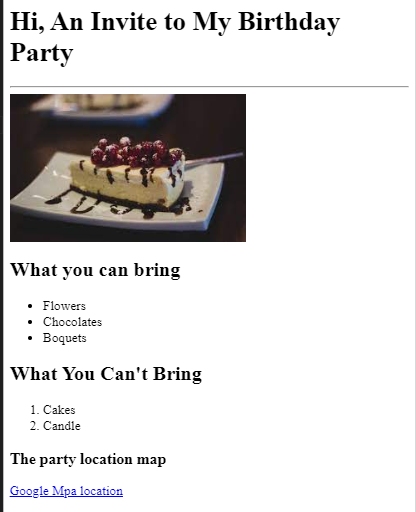 Hi, An Invite to My Birthday
Party
What you can bring
Flowers
Chocolates
Boquets
What You Can't Bring
1. Cakes
2. Candle
The party location map
Google Mpa location